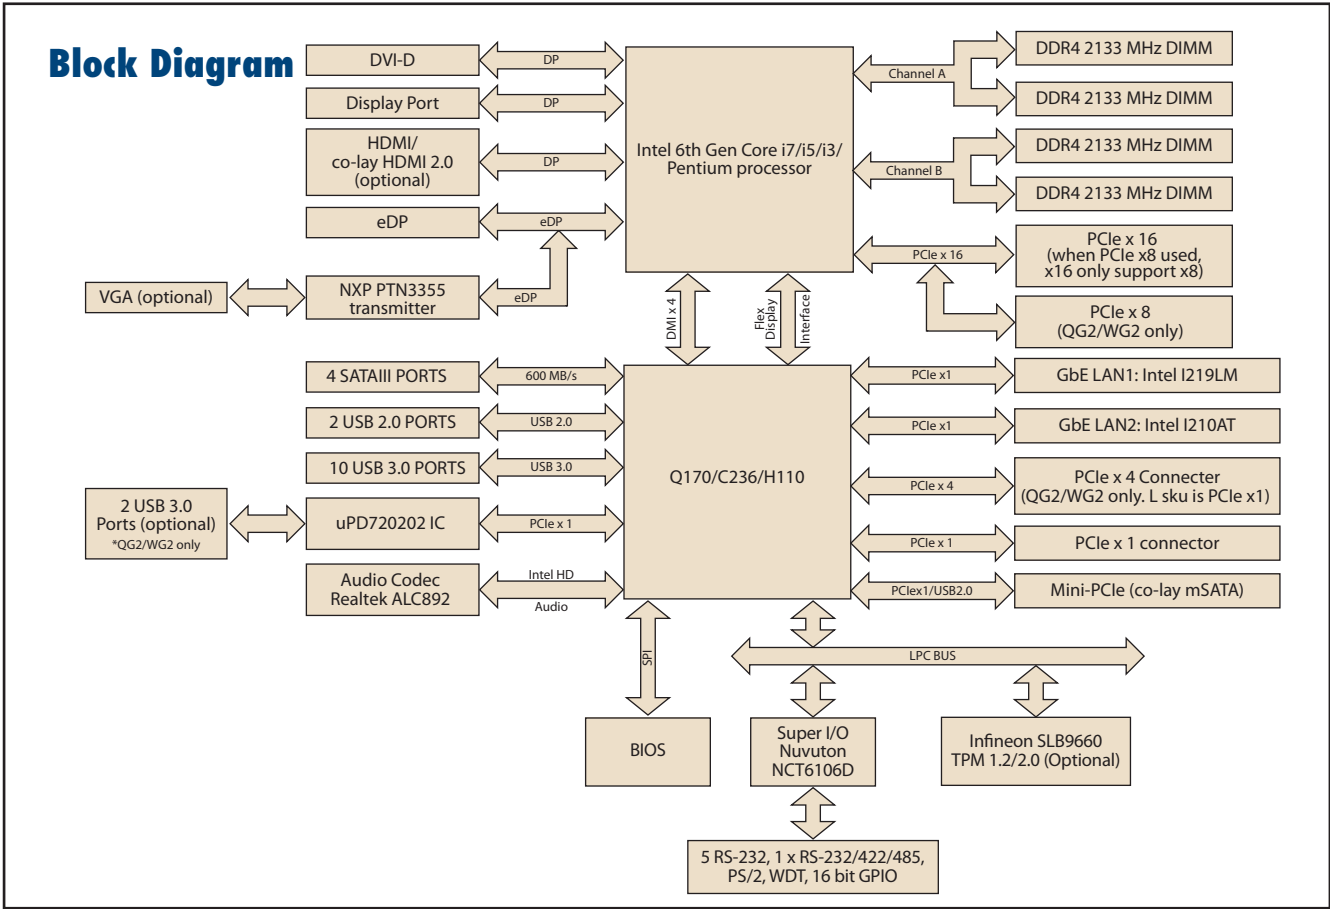 Block Diagram
DVI-D
DP
Display Port
DP
HDMI/
co-lay HDMI 2.0
(optional)
DP
eDP
eDP
VGA (optional)
NXP PTN3355
transmitter
eDP
Intel 6th Gen Core i7/i5/i3/
Pentium processor
Channel A
DDR4 2133 MHz DIMM
DDR4 2133 MHz DIMM
Channel B
DDR4 2133 MHz DIMM
DDR4 2133 MHz DIMM
PCIe x 16
PCIe x 16
(when PCIe x8 used,
x16 only support x8)
PCIe x 8
(QG2/WG2 only)
DMI x 4
Flex
Display
Interface
4 SATAIII PORTS
600 MB/s
2 USB 2.0 PORTS
USB 2.0
10 USB 3.0 PORTS
USB 3.0
2 USB 3.0
Ports (optional)
*QG2/WG2 only
uPD720202 IC
PCIe x 1
Audio Codec
Realtek ALC892
Intel HD
Audio
Q170/C236/H110
PCIe x1
GbE LAN1: Intel I219LM
PCIe x1
GbE LAN2: Intel I210AT
PCIe x 4
PCIe x 4 Connecter
(QG2/WG2 only. L sku is PCIe x1)
PCIe x 1
PCIe x 1 connector
PCIex1/USB2.0
Mini-PCIe (co-lay mSATA)
SPI
LPC BUS
BIOS
Super I/O
Nuvuton
NCT6106D
Infineon SLB9660
TPM 1.2/2.0 (Optional)
5 RS-232, 1 x RS-232/422/485,
PS/2, WDT, 16 bit GPIO